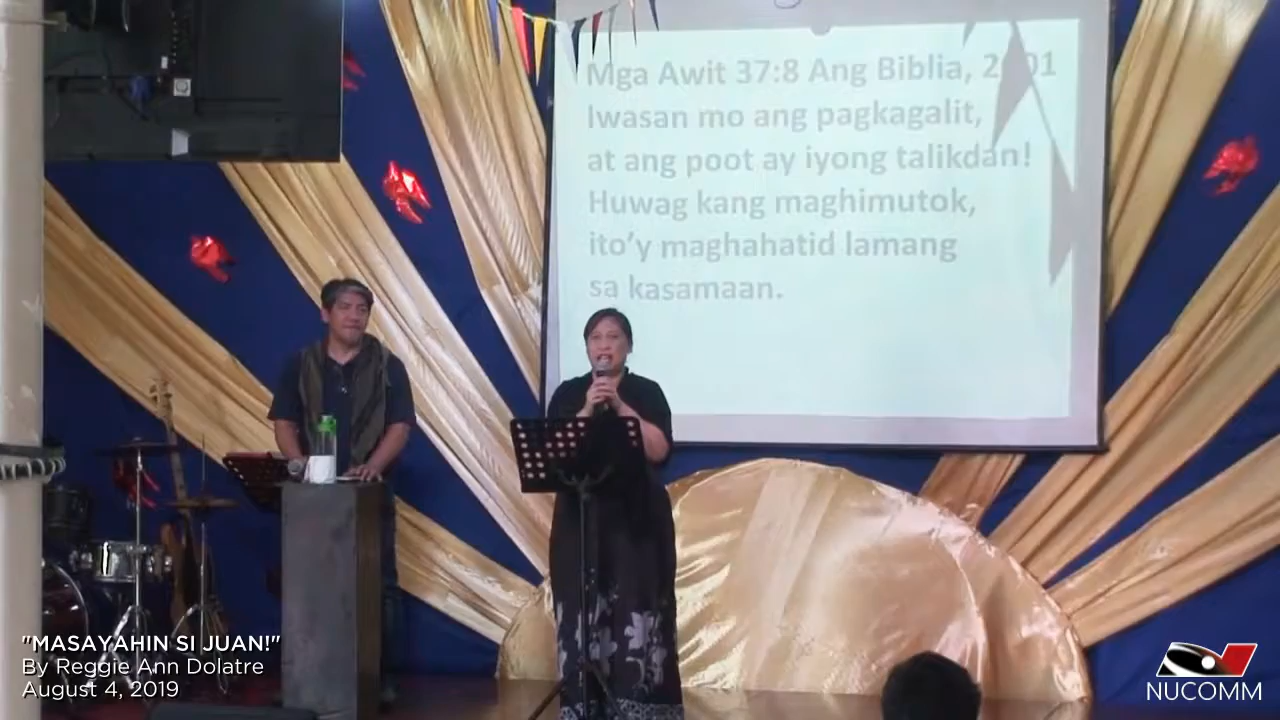 Mga Awit 37:8 Ang Biblia, 2001
Iwasan mo ang pagkagalit,
at ang poot ay iyong talikdan!
Huwag kang maghimutok,
ito'y maghahatid lamang
sa kasamaan.
"MASAYAHIN SI JUAN!"
By Reggie Ann Dolatre
August 4, 2019
NUCOMM